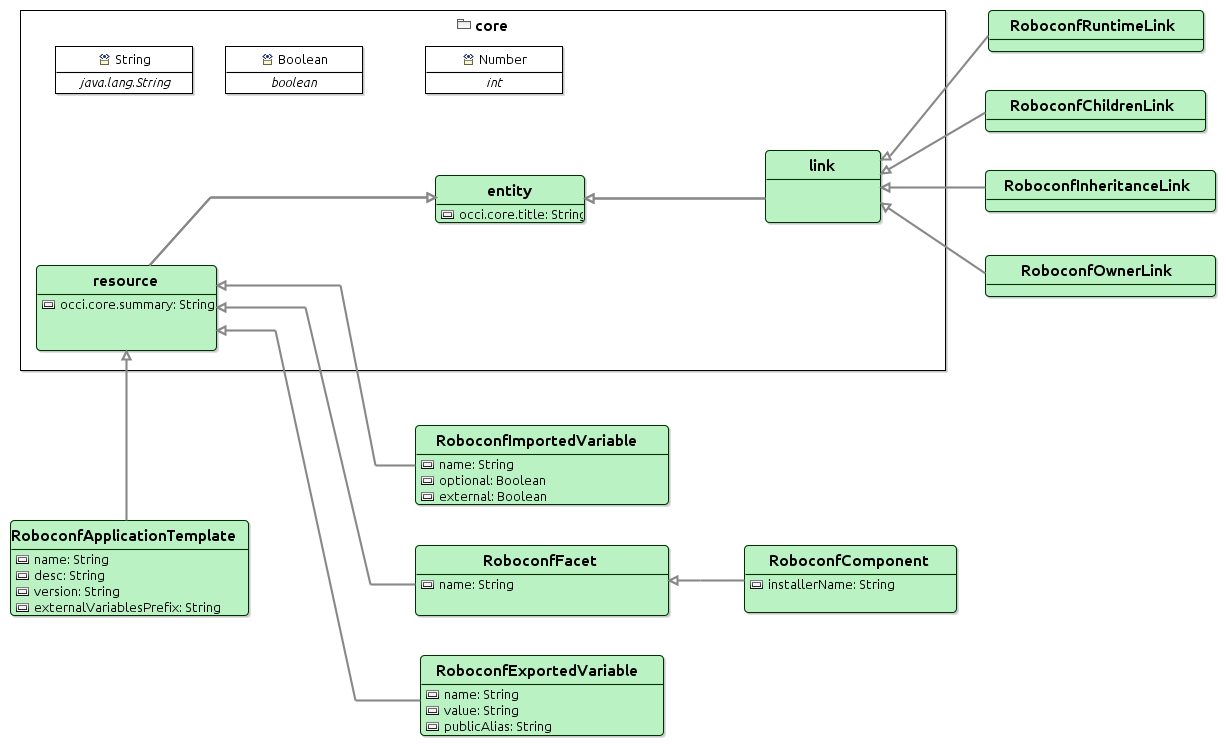 core
String
java.lang.String
Boolean
boolean
Number
int
RoboconfRuntimeLink
RoboconfChildrenLink
RoboconfInheritanceLink
RoboconfOwnerLink
link
entity
occi.core.title: String
resource
occi.core.summary: String
RoboconfImportedVariable
name: String
optional: Boolean
external: Boolean
RoboconfApplicationTemplate
name: String
desc: String
version: String
externalVariablesPrefix: String
RoboconfFacet
name: String
RoboconfComponent
installerName: String
RoboconfExportedVariable
name: String
value: String
publicAlias: String